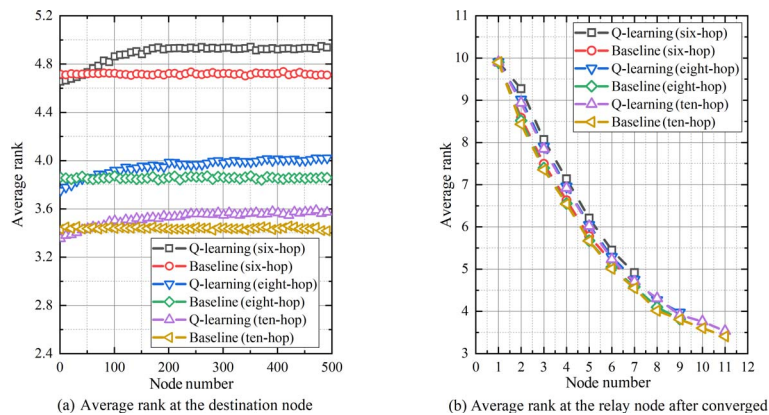 5.2
4.8
4.4
4.0
3.6
3.2
2.8
2.4
Average rank
Q-learning (six-hop)
Baseline (six-hop)
Q-learning (eight-hop)
Baseline (eight-hop)
Q-learning (ten-hop)
Baseline (ten-hop)
0 100 200 300 400 500
Node number
(a) Average rank at the destination node
11
10
9
8
7
6
5
4
3
Average rank
Q-learning (six-hop)
Baseline (six-hop)
Q-learning (eight-hop)
Baseline (eight-hop)
Q-learning (ten-hop)
Baseline (ten-hop)
0 1 2 3 4 5 6 7 8 9 10 11 12
Node number
(b) Average rank at the relay node after converged